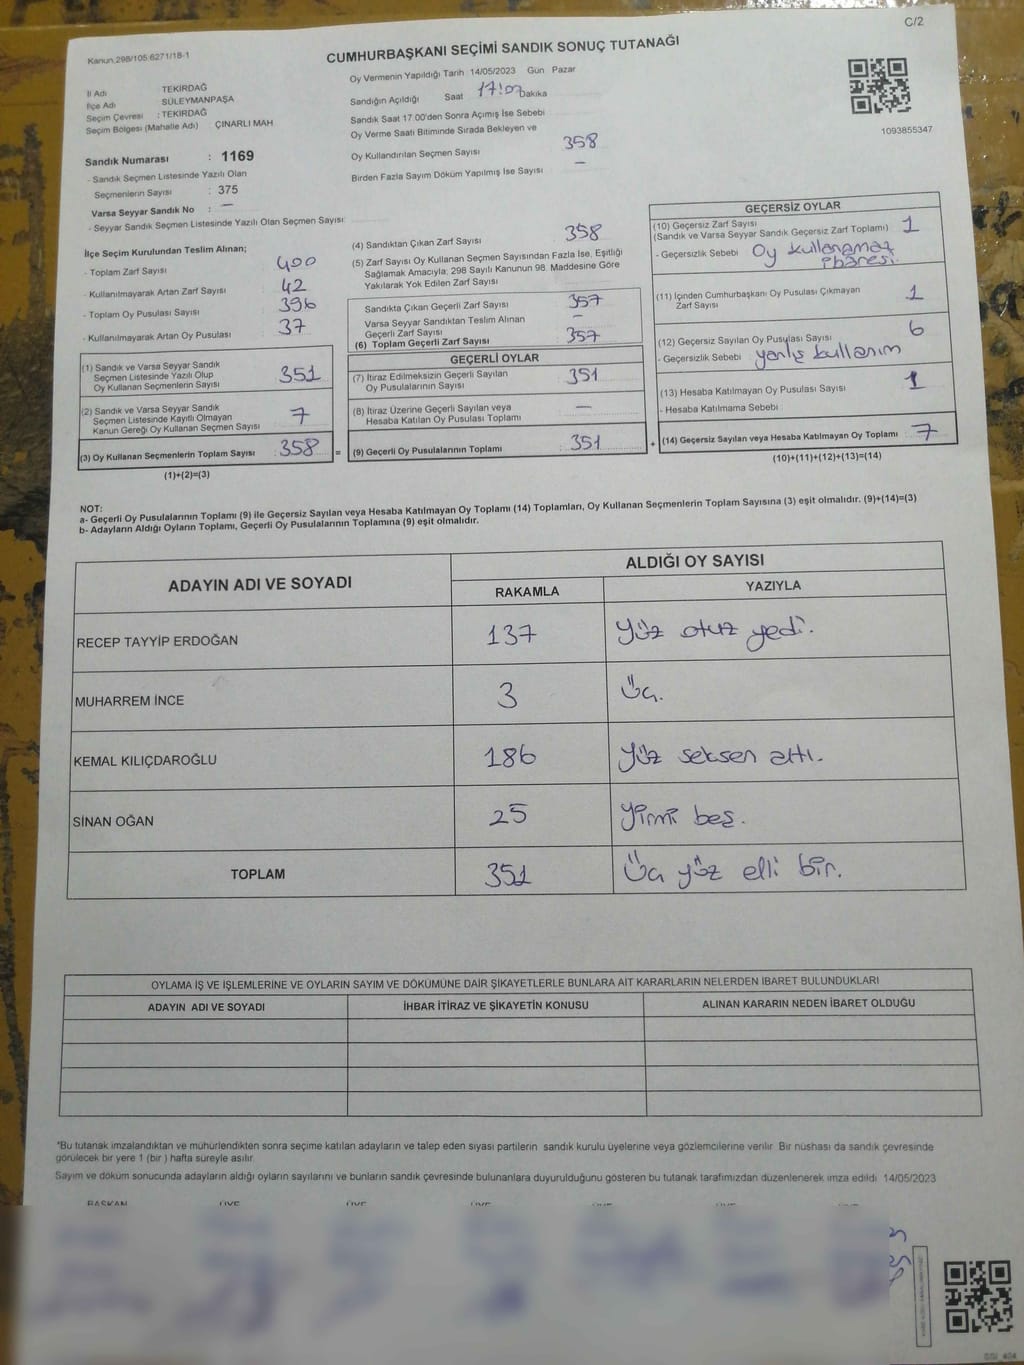 C/2
Kanun,298/105,6271/18-1
CUMHURBAŞKANI SEÇİMİ SANDIK SONUÇ TUTANAĞI
İl Adı TEKİRDAĞ
İlçe Adı SÜLEYMANPAŞA
Seçim Çevresi : TEKİRDAĞ
Seçim Bölgesi (Mahalle Adı) ÇINARLI MAH
Oy Vermenin Yapıldığı Tarih 14/05/2023 Gün Pazar
Sandığın Açıldığı Saat 17:07 Dakika
Sandık Saat 17.00'den Sonra Açımış İse Sebebi
Oy Verme Saati Bitiminde Sırada Bekleyen ve
Oy Kullandırılan Seçmen Sayısı 358
Birden Fazla Sayım Döküm Yapılmış İse Sayısı –
1093855347
Sandık Numarası : 1169
- Sandık Seçmen Listesinde Yazılı Olan
Seçmenlerin Sayısı : 375
Varsa Seyyar Sandık No : –
- Seyyar Sandık Seçmen Listesinde Yazılı Olan Seçmen Sayısı:
İlçe Seçim Kurulundan Teslim Alınan;
- Toplam Zarf Sayısı 400
- Kullanılmayarak Artan Zarf Sayısı 42
- Toplam Oy Pusulası Sayısı 396
- Kullanılmayarak Artan Oy Pusulası 37
(1) Sandık ve Varsa Seyyar Sandık
Seçmen Listesinde Yazılı Olup
Oy Kullanan Seçmenlerin Sayısı 351
(2) Sandık ve Varsa Seyyar Sandık
Seçmen Listesinde Kayıtlı Olmayan
Kanun Gereği Oy Kullanan Seçmen Sayısı 7
(3) Oy Kullanan Seçmenlerin Toplam Sayısı 358 =
(1)+(2)=(3)
(4) Sandıktan Çıkan Zarf Sayısı 358
(5) Zarf Sayısı Oy Kullanan Seçmen Sayısından Fazla İse, Eşitliği
Sağlamak Amacıyla; 298 Sayılı Kanunun 98. Maddesine Göre
Yakılarak Yok Edilen Zarf Sayısı
Sandıkta Çıkan Geçerli Zarf Sayısı 357
Varsa Seyyar Sandıktan Teslim Alınan
Geçerli Zarf Sayısı –
(6) Toplam Geçerli Zarf Sayısı 357
GEÇERLİ OYLAR
(7) İtiraz Edilmeksizin Geçerli Sayılan
Oy Pusulalarının Sayısı 351
(8) İtiraz Üzerine Geçerli Sayılan veya
Hesaba Katılan Oy Pusulası Toplamı –
(9) Geçerli Oy Pusulalarının Toplamı 351 +
GEÇERSİZ OYLAR
(10) Geçersiz Zarf Sayısı
(Sandık ve Varsa Seyyar Sandık Geçersiz Zarf Toplamı) 1
- Geçersizlik Sebebi Oy kullanamaz
ibaresi.
(11) İçinden Cumhurbaşkanı Oy Pusulası Çıkmayan
Zarf Sayısı 1
(12) Geçersiz Sayılan Oy Pusulası Sayısı 6
- Geçersizlik Sebebi yanlış kullanım
(13) Hesaba Katılmayan Oy Pusulası Sayısı 1
- Hesaba Katılmama Sebebi
(14) Geçersiz Sayılan veya Hesaba Katılmayan Oy Toplamı 7
(10)+(11)+(12)+(13)=(14)
NOT:
a- Geçerli Oy Pusulalarının Toplamı (9) ile Geçersiz Sayılan veya Hesaba Katılmayan Oy Toplamı (14) Toplamları, Oy Kullanan Seçmenlerin Toplam Sayısına (3) eşit olmalıdır. (9)+(14)=(3)
b- Adayların Aldığı Oyların Toplamı, Geçerli Oy Pusulalarının Toplamına (9) eşit olmalıdır.
ADAYIN ADI VE SOYADI
ALDIĞI OY SAYISI
RAKAMLA YAZIYLA
RECEP TAYYİP ERDOĞAN 137 Yüz otuz yedi.
MUHARREM İNCE 3 Üç.
KEMAL KILIÇDAROĞLU 186 Yüz seksen altı.
SİNAN OĞAN 25 Yirmi beş.
TOPLAM 351 Üç yüz elli bir.
OYLAMA İŞ VE İŞLEMLERİNE VE OYLARIN SAYIM VE DÖKÜMÜNE DAİR ŞİKAYETLERLE BUNLARA AİT KARARLARIN NELERDEN İBARET BULUNDUKLARI
ADAYIN ADI VE SOYADI İHBAR İTİRAZ VE ŞİKAYETİN KONUSU ALINAN KARARIN NEDEN İBARET OLDUĞU
*Bu tutanak imzalandıktan ve mühürlendikten sonra seçime katılan adayların ve talep eden siyasi partilerin sandık kurulu üyelerine veya gözlemcilerine verilir. Bir nüshası da sandık çevresinde
görülecek bir yere 1 (bir ) hafta süreyle asılır.
Sayım ve döküm sonucunda adayların aldığı oyların sayılarını ve bunların sandık çevresinde bulunanlara duyurulduğunu gösteren bu tutanak tarafımızdan düzenlenerek imza edildi. 14/05/2023
BAŞKAN ÜYE ÜYE ÜYE ÜYE ÜYE ÜYE